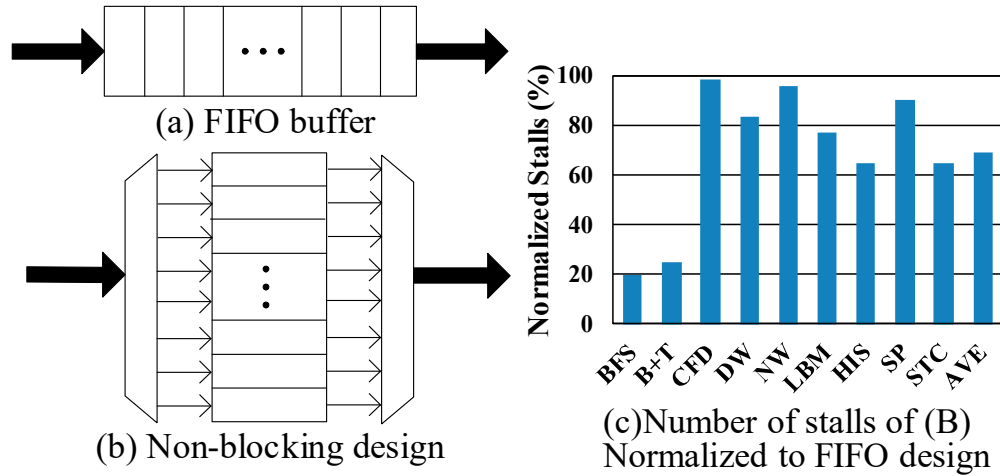 (a) FIFO buffer
(b) Non-blocking design
Normalized Stalls (%)
100
80
60
40
20
0
BFS
B+T
CFD
DW
NW
LBM
HIS
SP
STC
AVE
(c)Number of stalls of (B)
Normalized to FIFO design